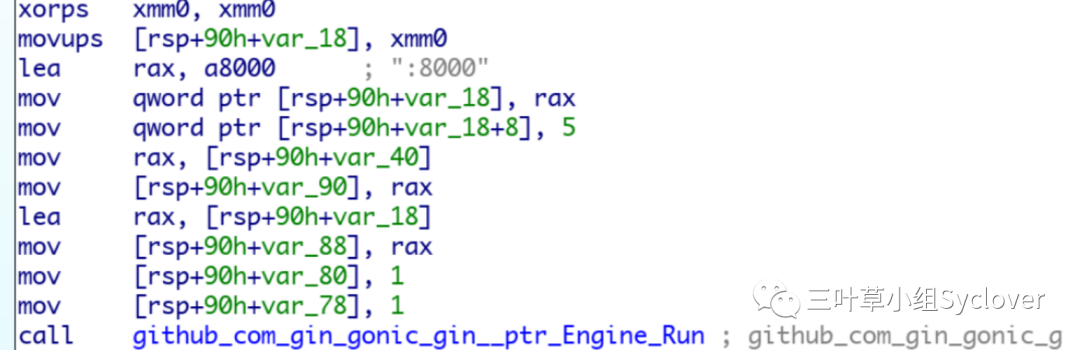 xorps xmm0, xmm0
movups [rsp+90h+var_18], xmm0
lea rax, a8000 ; ":8000"
mov qword ptr [rsp+90h+var_18], rax
mov qword ptr [rsp+90h+var_18+8], 5
mov rax, [rsp+90h+var_40]
mov [rsp+90h+var_90], rax
lea rax, [rsp+90h+var_18]
mov [rsp+90h+var_88], rax
mov [rsp+90h+var_80], 1
mov [rsp+90h+var_78], 1
三叶草小组Syclover
call github_com_gin_gonic_gin__ptr_Engine_Run ; github_com_gin_gonic_g